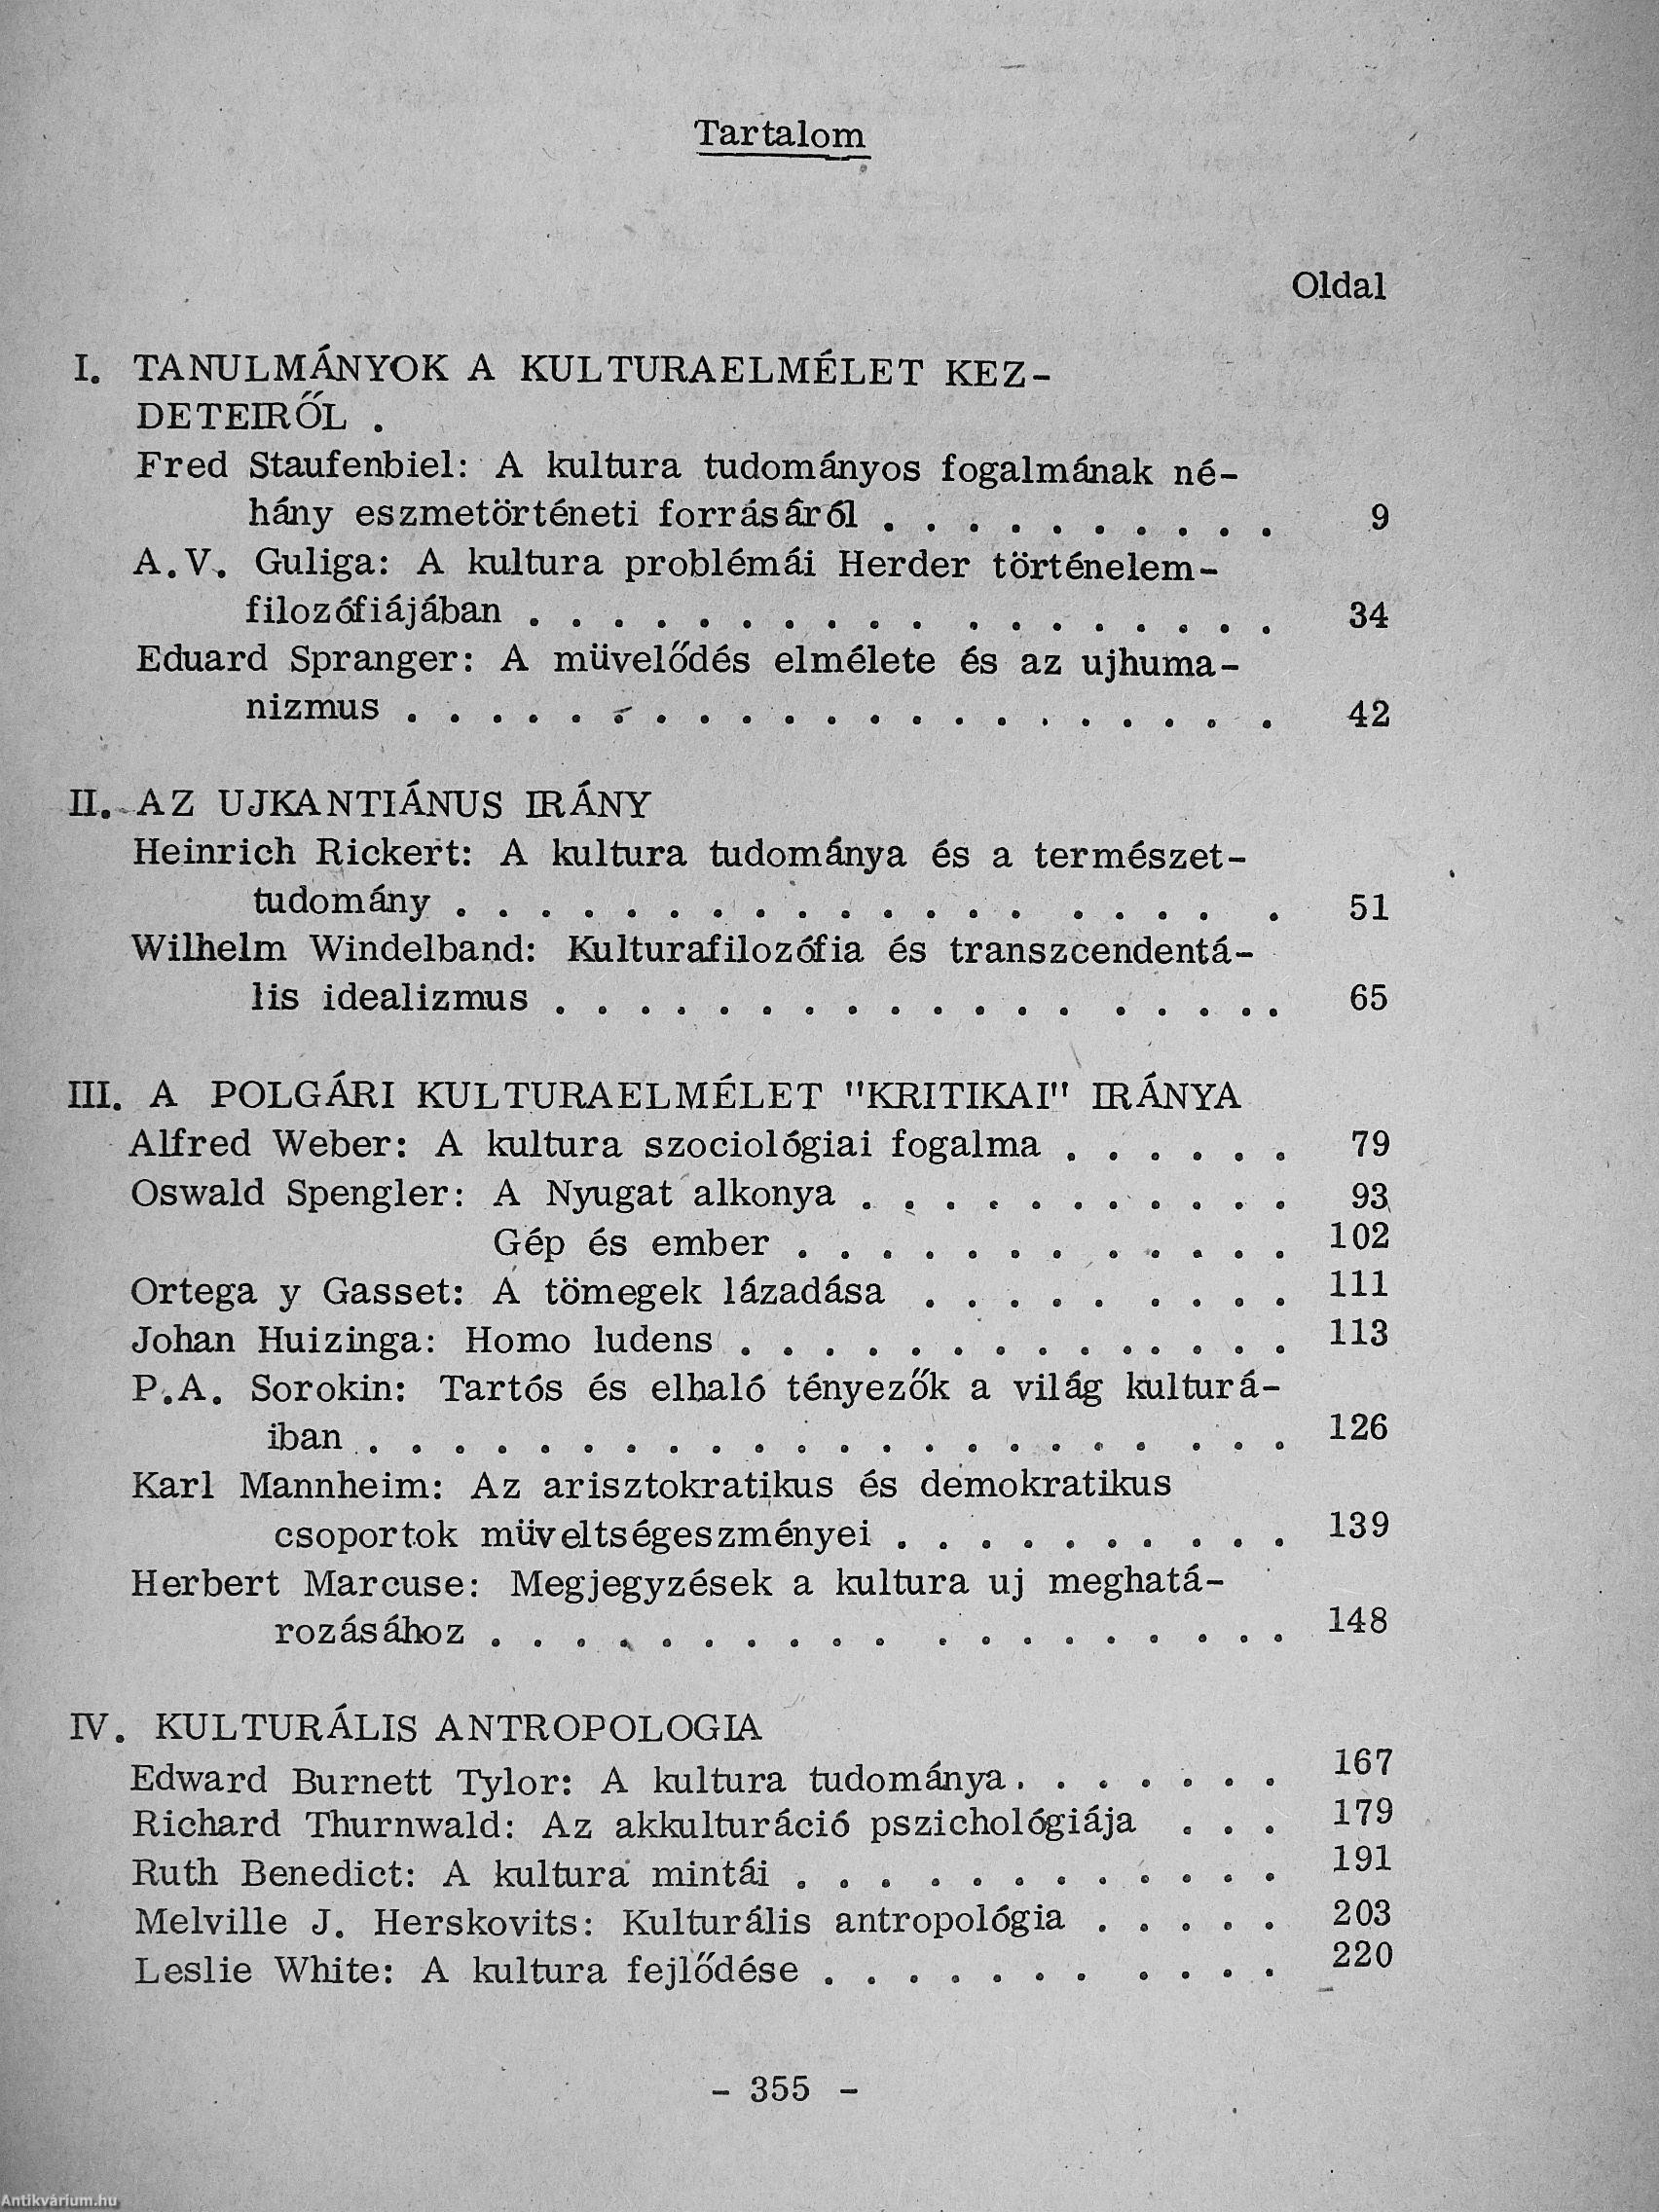 Tartalom
Oldal
I. TANULMÁNYOK A KULTURAELMÉLET KEZ-
DETEIRŐL .
Fred Staufenbiel: A kultura tudományos fogalmának né-
hány eszmetörténeti forrásáról . . . . . . . . . . 9
A.V. Guliga: A kultura problémái Herder történelem-
filozófiájában . . . . . . . . . . . . . . . . . . 34
Eduard Spranger: A müvelődés elmélete és az ujhuma-
nizmus . . . . . . . . . . . . . . . . . . . . . 42
II. AZ UJKANTIÁNUS IRÁNY
Heinrich Rickert: A kultura tudománya és a természet-
tudomány . . . . . . . . . . . . . . . . . . . 51
Wilhelm Windelband: Kulturafilozófia és transzcendentá-
lis idealizmus . . . . . . . . . . . . . . . . . . 65
III. A POLGÁRI KULTURAELMÉLET "KRITIKAI" IRÁNYA
Alfred Weber: A kultura szociológiai fogalma . . . . . . 79
Oswald Spengler: A Nyugat alkonya . . . . . . . . . . . 93
Gép és ember . . . . . . . . . . . . 102
Ortega y Gasset: A tömegek lázadása . . . . . . . . . 111
Johan Huizinga: Homo ludens . . . . . . . . . . . . . . 113
P.A. Sorokin: Tartós és elhaló tényezők a világ kulturá-
iban . . . . . . . . . . . . . . . . . . . . . . 126
Karl Mannheim: Az arisztokratikus és demokratikus
csoportok müveltségeszményei . . . . . . . . . . 139
Herbert Marcuse: Megjegyzések a kultura uj meghatá-
rozásához . . . . . . . . . . . . . . . . . . . 148
IV. KULTURÁLIS ANTROPOLOGIA
Edward Burnett Tylor: A kultura tudománya . . . . . . . 167
Richard Thurnwald: Az akkulturáció pszichológiája . . . 179
Ruth Benedict: A kultura mintái . . . . . . . . . . . . 191
Melville J. Herskovits: Kulturális antropológia . . . . . 203
Leslie White: A kultura fejlődése . . . . . . . . . . . 220
- 355 -
Antikvárium.hu